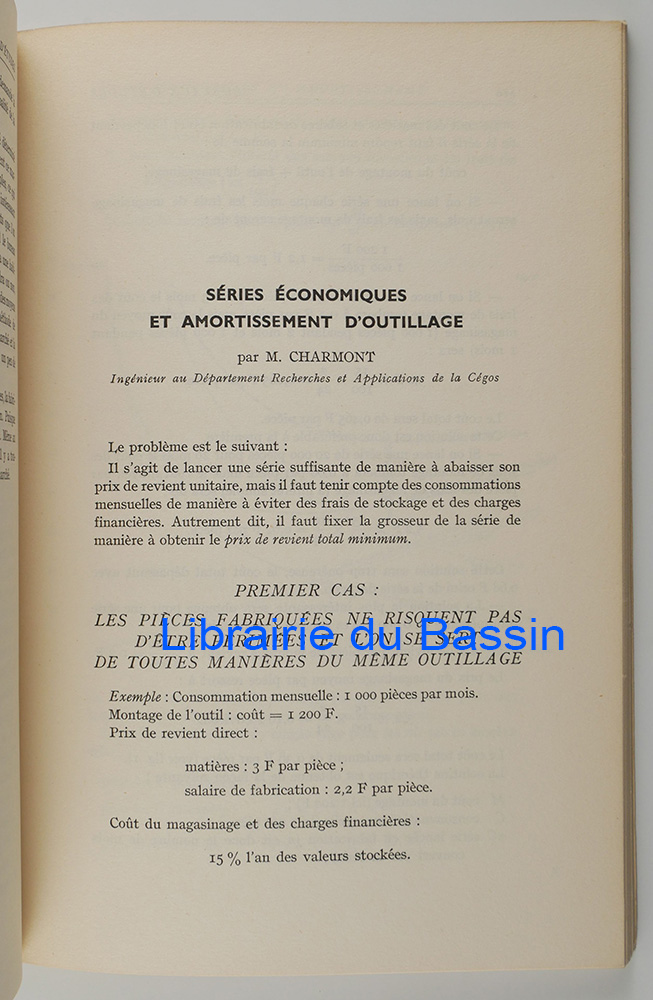 SÉRIES ÉCONOMIQUES
ET AMORTISSEMENT D'OUTILLAGE
par M. CHARMONT
Ingénieur au Département Recherches et Applications de la Cégos
Le problème est le suivant :
Il s'agit de lancer une série suffisante de manière à abaisser son
prix de revient unitaire, mais il faut tenir compte des consommations
mensuelles de manière à éviter des frais de stockage et des charges
financières. Autrement dit, il faut fixer la grosseur de la série de
manière à obtenir le prix de revient total minimum.
PREMIER CAS :
LES PIÈCES FABRIQUÉES NE RISQUENT PAS
D'ÊTRE PÉRIMÉES ET L'ON SE SERT
Librairie du Bassin
DE TOUTES MANIÈRES DU MÊME OUTILLAGE
Exemple : Consommation mensuelle : 1 000 pièces par mois.
Montage de l'outil : coût = 1 200 F.
Prix de revient direct :
matières : 3 F par pièce ;
salaire de fabrication : 2,2 F par pièce.
Coût du magasinage et des charges financières :
15 % l'an des valeurs stockées.